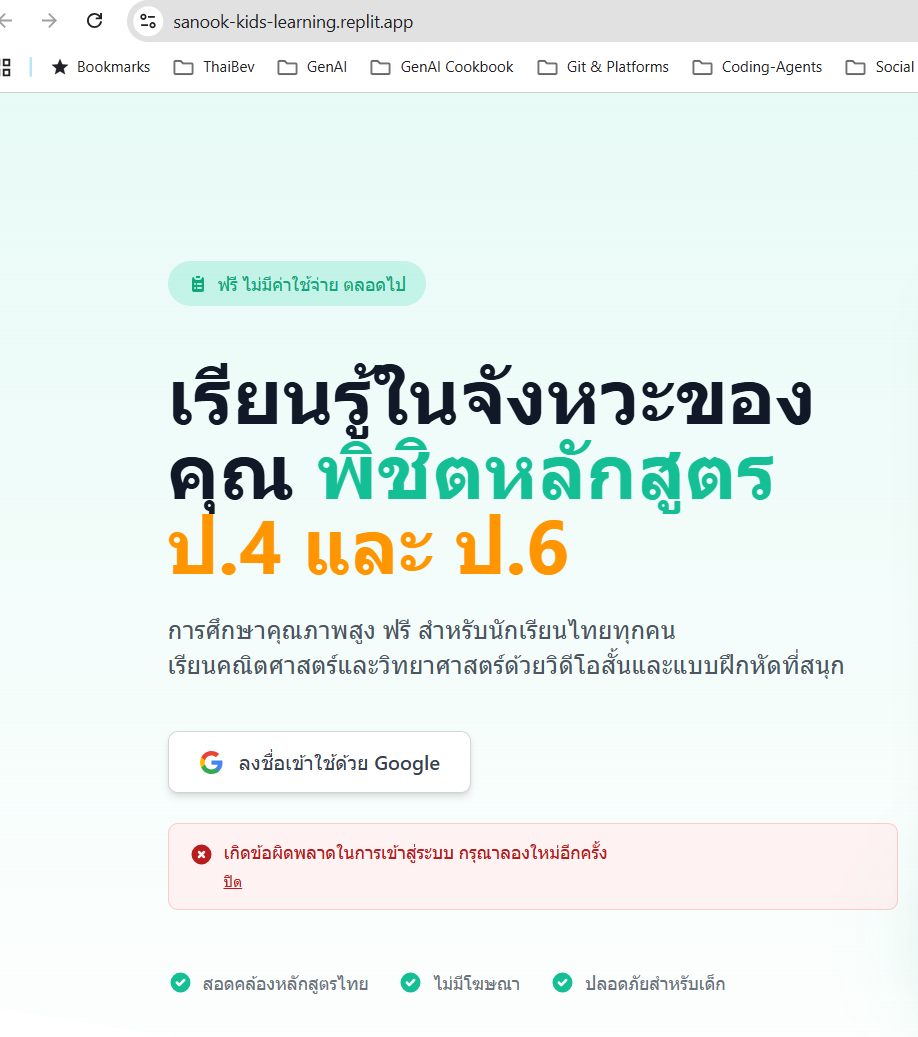 sanook-kids-learning.replit.app
Bookmarks ThaiBev GenAI GenAI Cookbook Git & Platforms Coding-Agents Social
ฟรี ไม่มีค่าใช้จ่าย ตลอดไป
เรียนรู้ในจังหวะของ
คุณ พิชิตหลักสูตร
ป.4 และ ป.6
การศึกษาคุณภาพสูง ฟรี สำหรับนักเรียนไทยทุกคน
เรียนคณิตศาสตร์และวิทยาศาสตร์ด้วยวิดีโอสั้นและแบบฝึกหัดที่สนุก
ลงชื่อเข้าใช้ด้วย Google
เกิดข้อผิดพลาดในการเข้าสู่ระบบ กรุณาลองใหม่อีกครั้ง
ปิด
สอดคล้องหลักสูตรไทย ไม่มีโฆษณา ปลอดภัยสำหรับเด็ก